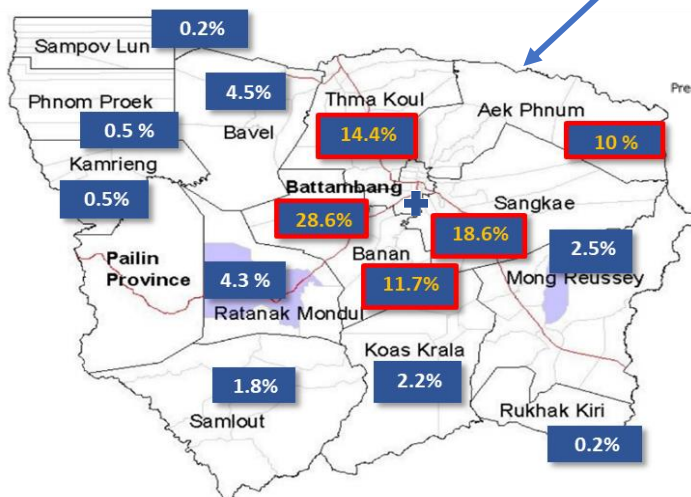 0.2%
Sampov Lun
4.5%
Phnom Proek
Thma Koul
Aek Phnum
Pre
0.5 %
Bavel
14.4%
10 %
Kamrieng
0.5%
Battambang
Sangkae
28.6%
18.6%
Pailin
Province
Banan
2.5%
4.3 %
11.7%
Mong Reussey
Ratanak Mondul
Koas Krala
1.8%
2.2%
Samlout
Rukhak Kiri
0.2%